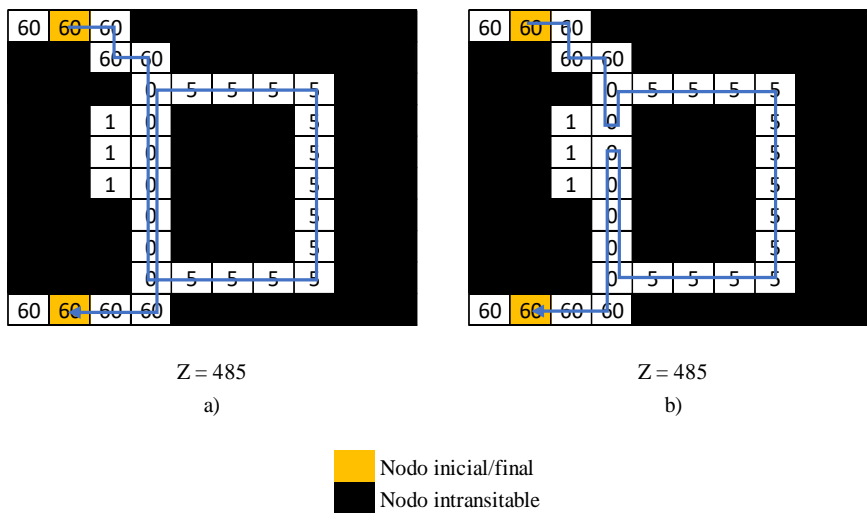 60 60 60 60 60 60
60 60 60 60
0 5 5 5 5 0 5 5 5 5
1 0 5 1 0 5
1 0 5 1 0 5
1 0 5 1 0 5
0 5 0 5
0 5 0 5
0 5 5 5 5 0 5 5 5 5
60 60 60 60 60 60 60 60
Z = 485 Z = 485
a) b)
Nodo inicial/final
Nodo intransitable